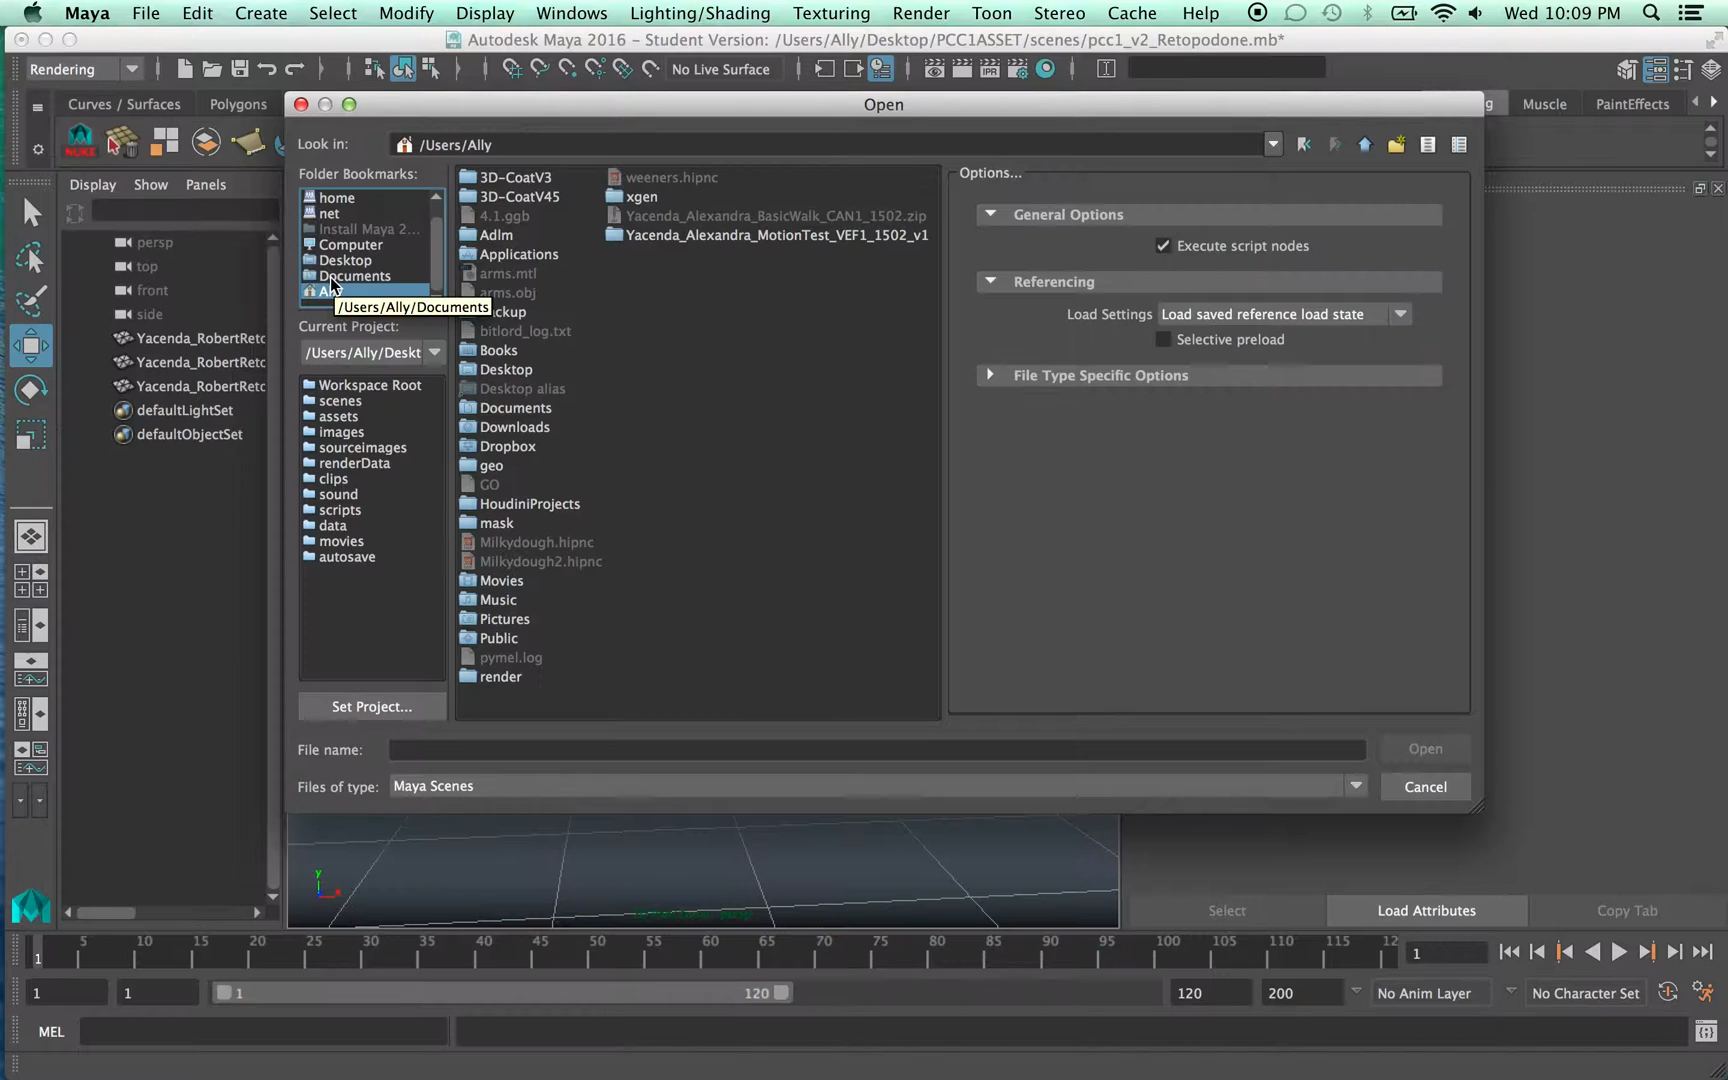 Maya File Edit Create Select Modify Display Windows Lighting/Shading Texturing Render Toon Stereo Cache Help Wed 10:09 PM
Autodesk Maya 2016 - Student Version: /Users/Ally/Desktop/PCC1ASSET/scenes/pcc1_v2_Retopodone.mb*
Rendering No Live Surface
Curves / Surfaces Polygons Muscle PaintEffects
NUKE
Open
Look in: /Users/Ally
Display Show Panels
persp
top
front
side
Yacenda_RobertReto
Yacenda_RobertReto
Yacenda_RobertReto
defaultLightSet
defaultObjectSet
Folder Bookmarks:
home
net
Install Maya 2...
Computer
Desktop
Documents
/Users/Ally/Documents
Current Project:
/Users/Ally/Deskt
Workspace Root
scenes
assets
images
sourceimages
renderData
clips
sound
scripts
data
movies
autosave
Set Project...
3D-CoatV3
3D-CoatV45
4.1.ggb
Adlm
Applications
arms.mtl
arms.obj
bitlord_log.txt
Books
Desktop
Desktop alias
Documents
Downloads
Dropbox
geo
GO
HoudiniProjects
mask
Milkydough.hipnc
Milkydough2.hipnc
Movies
Music
Pictures
Public
pymel.log
render
weeners.hipnc
xgen
Yacenda_Alexandra_BasicWalk_CAN1_1502.zip
Yacenda_Alexandra_MotionTest_VEF1_1502_v1
Options...
General Options
Execute script nodes
Referencing
Load Settings Load saved reference load state
Selective preload
File Type Specific Options
File name: Open
Files of type: Maya Scenes Cancel
y
Select Load Attributes Copy Tab
5 10 15 20 25 30 35 40 45 50 55 60 65 70 75 80 85 90 95 100 105 110 115 12
1 1
1 1 1 120 120 200 No Anim Layer No Character Set
MEL